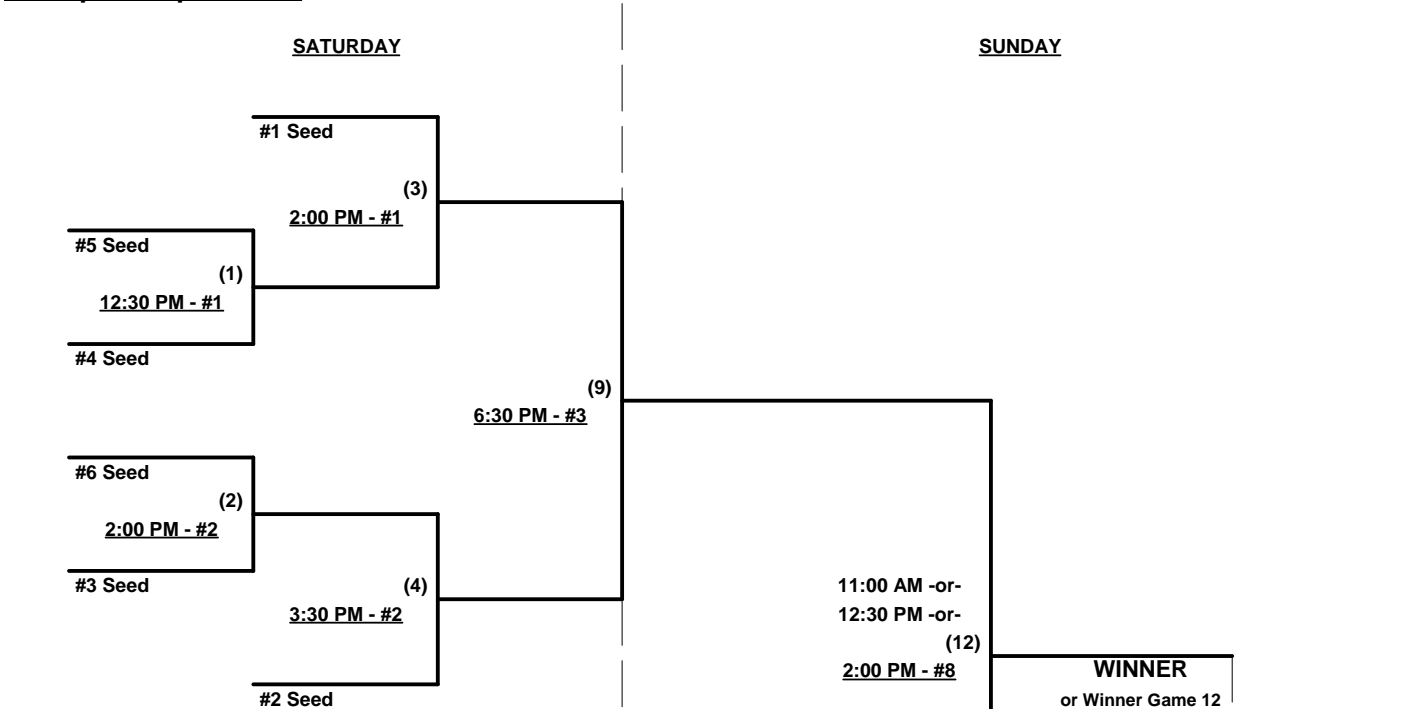 SATURDAY
SUNDAY
#1 Seed
(3)
2:00 PM - #1
#5 Seed
(1)
12:30 PM - #1
#4 Seed
(9)
6:30 PM - #3
#6 Seed
(2)
2:00 PM - #2
#3 Seed
(4)
3:30 PM - #2
#2 Seed
11:00 AM -or-
12:30 PM -or-
(12)
2:00 PM - #8
WINNER
or Winner Game 12